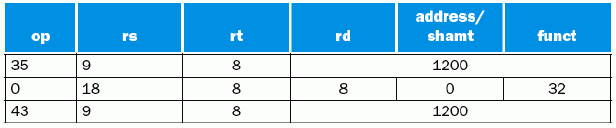 op rs rt rd address/ shamt funct
35 9 8 1200
0 18 8 8 0 32
43 9 8 1200